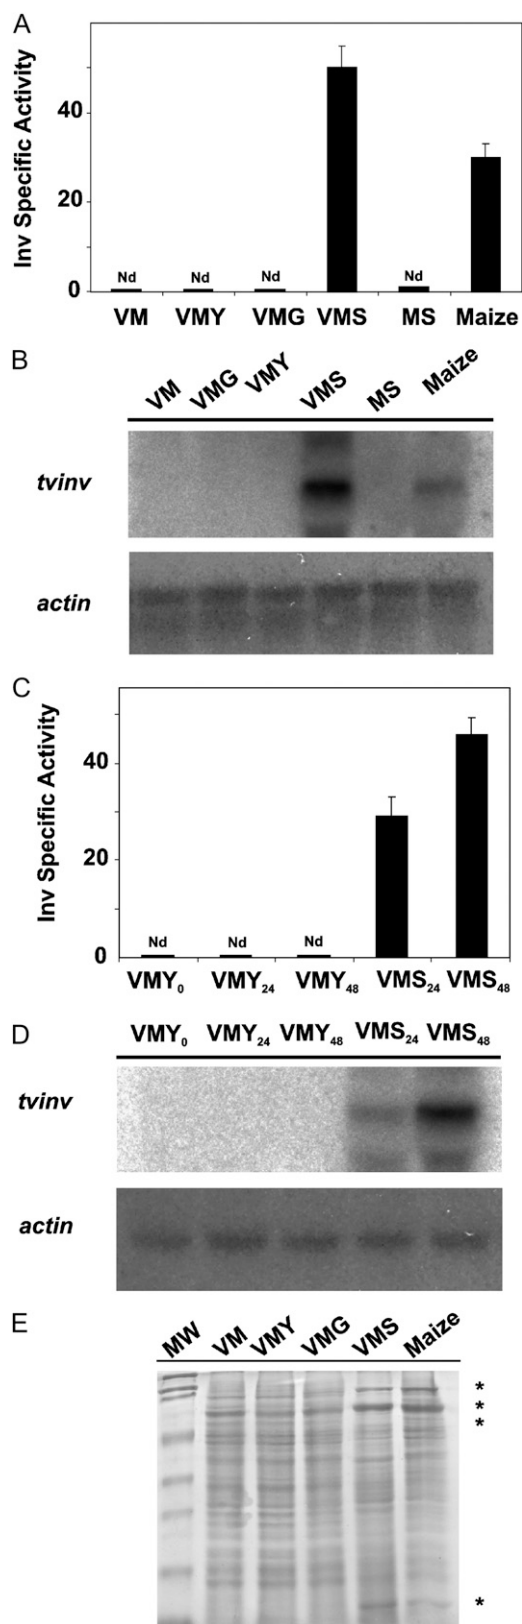 A
Inv Specific Activity
40
20
0
Nd Nd Nd Nd
VM VMY VMG VMS MS Maize
B
VM VMG VMY VMS MS Maize
tvinv
actin
C
Inv Specific Activity
40
20
0
Nd Nd Nd
VMY₀ VMY₂₄ VMY₄₈ VMS₂₄ VMS₄₈
D
VMY₀ VMY₂₄ VMY₄₈ VMS₂₄ VMS₄₈
tvinv
actin
E
MW VM VMY VMG VMS Maize
*
*
*
*